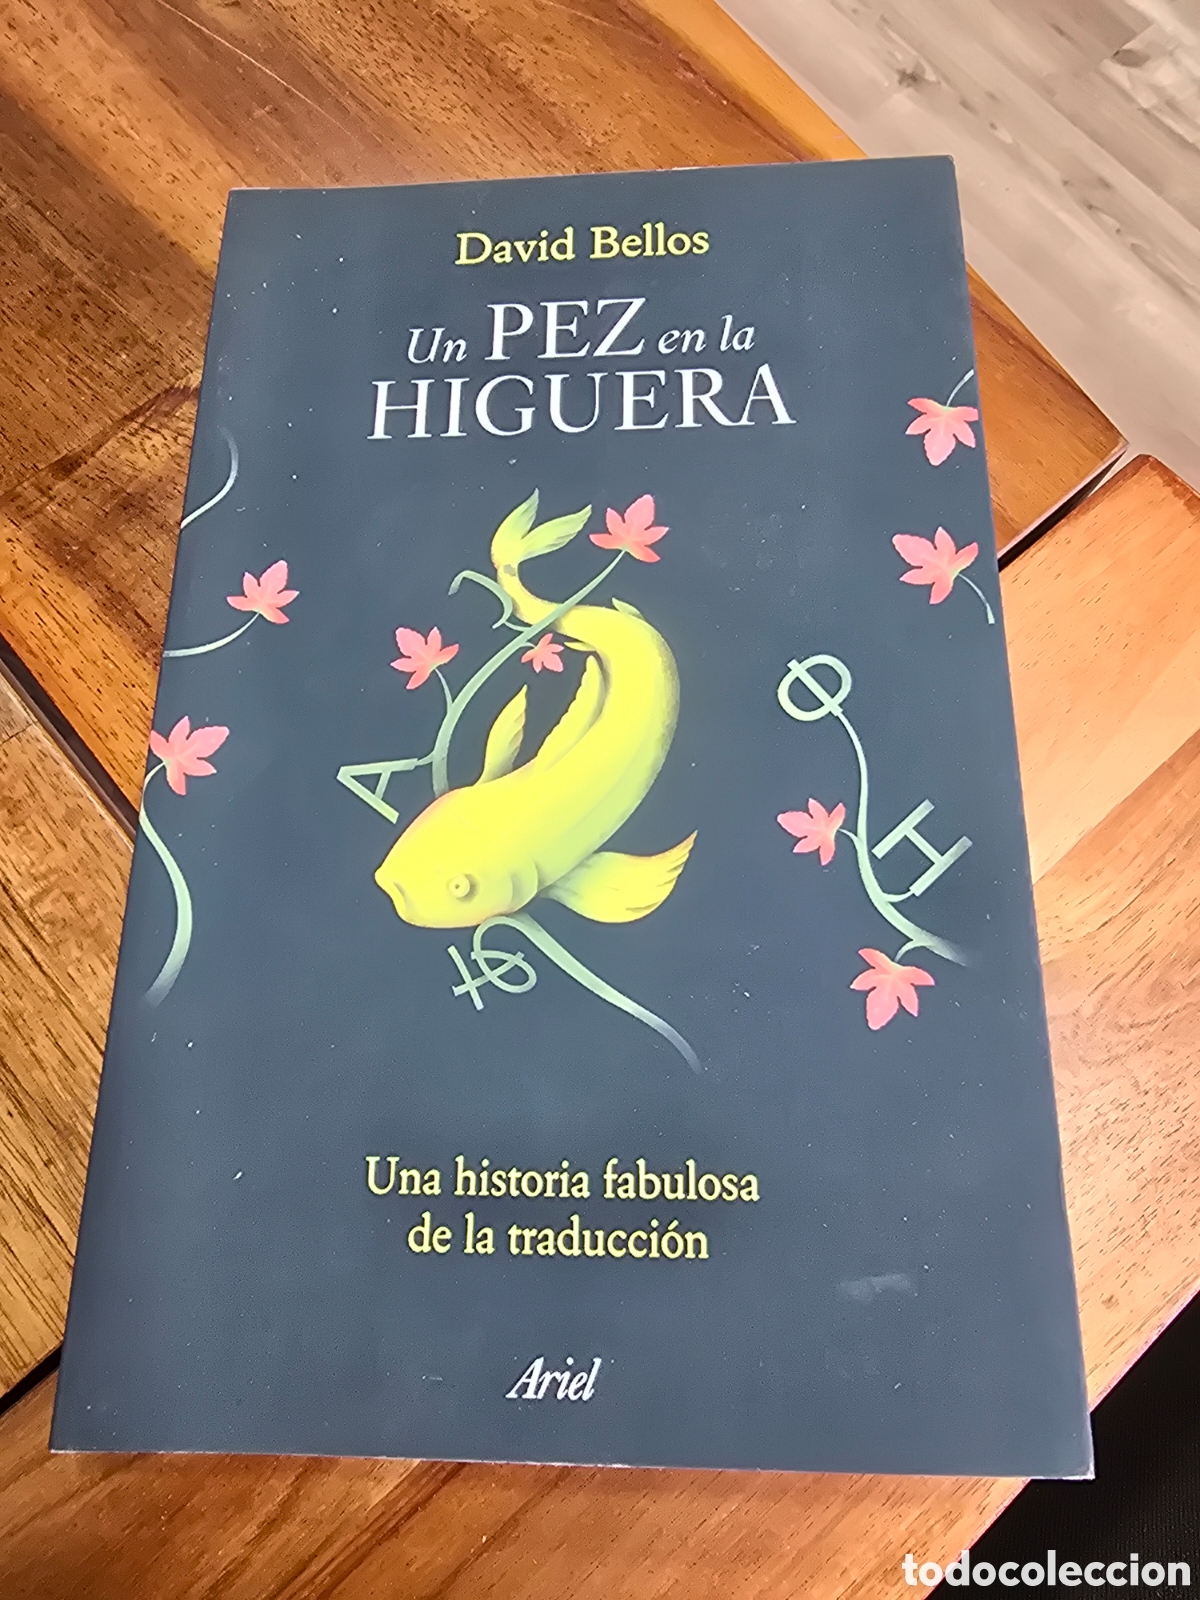 David Bellos
Un PEZ en la
HIGUERA
A
Φ
H
Una historia fabulosa
de la traducción
Ariel
todocoleccion